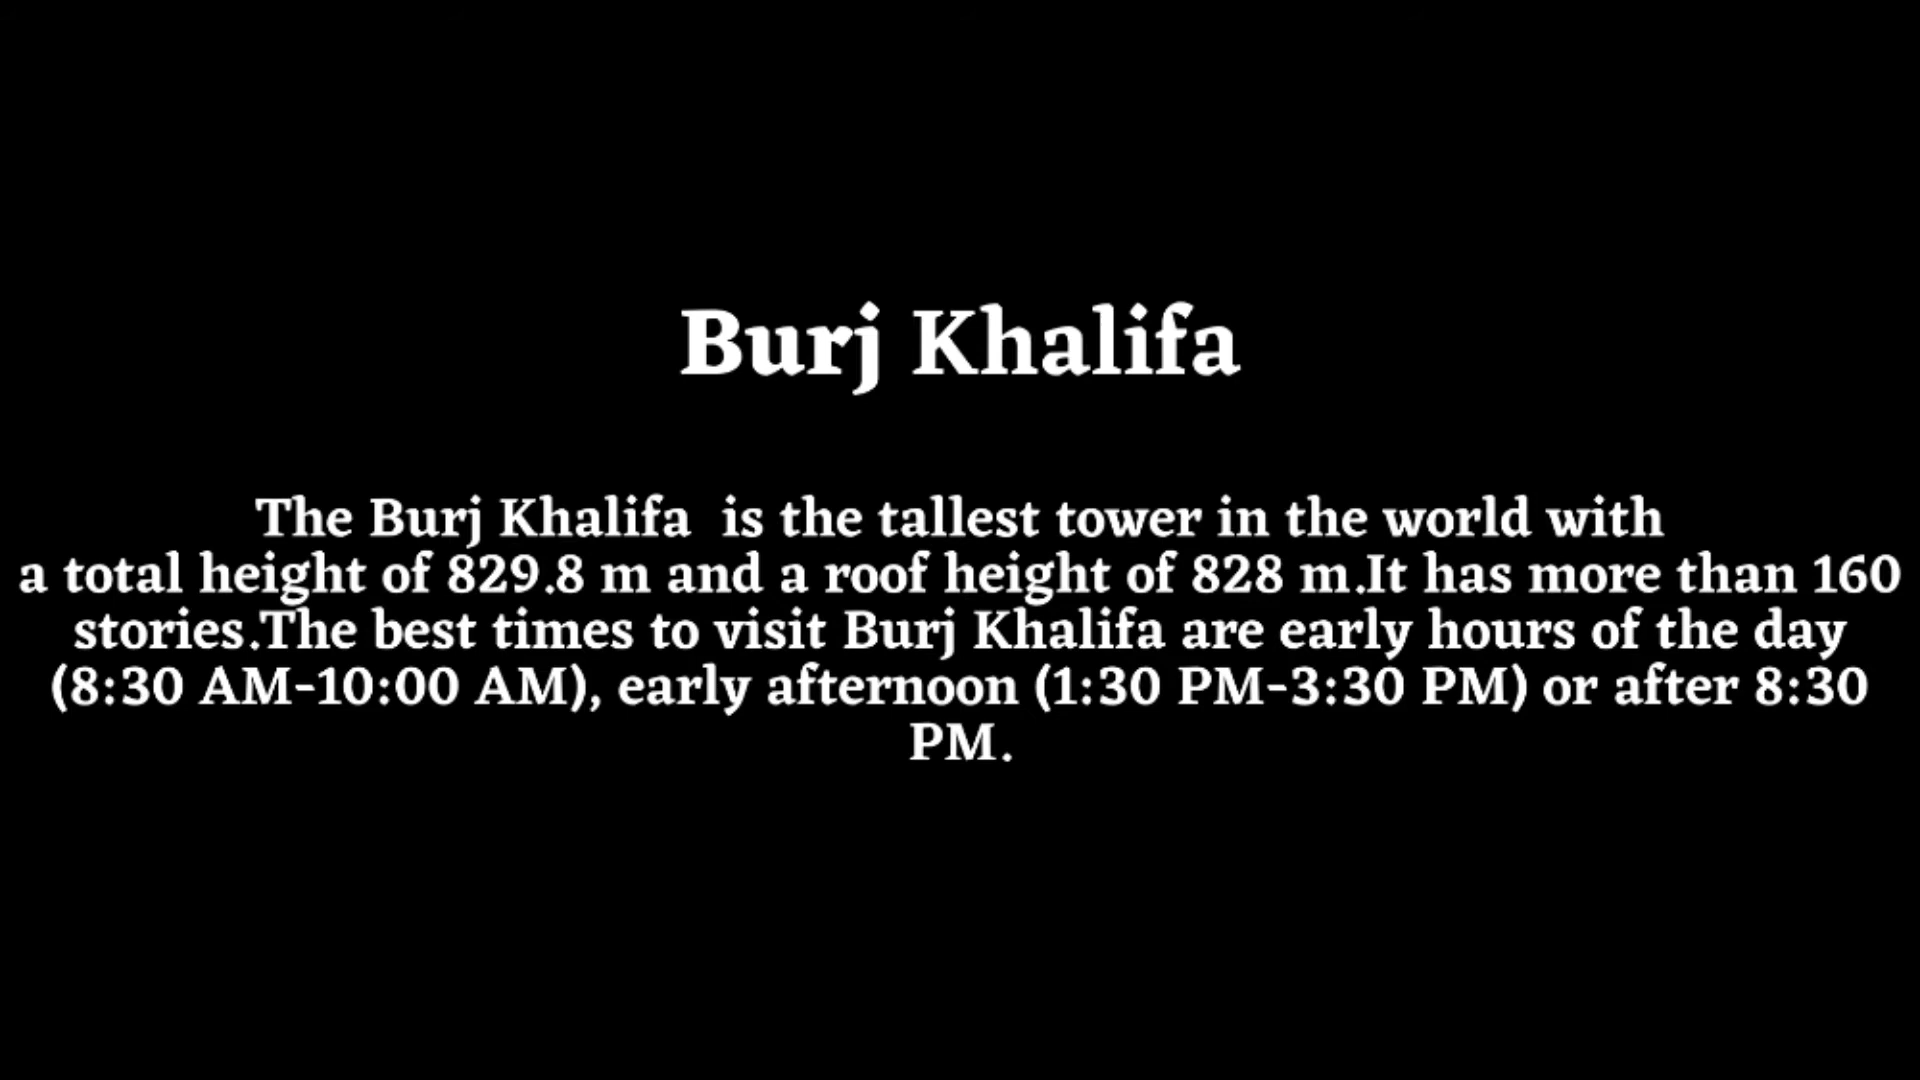 Burj Khalifa
The Burj Khalifa  is the tallest tower in the world with
a total height of 829.8 m and a roof height of 828 m.It has more than 160
stories.The best times to visit Burj Khalifa are early hours of the day
(8:30 AM-10:00 AM), early afternoon (1:30 PM-3:30 PM) or after 8:30
PM.